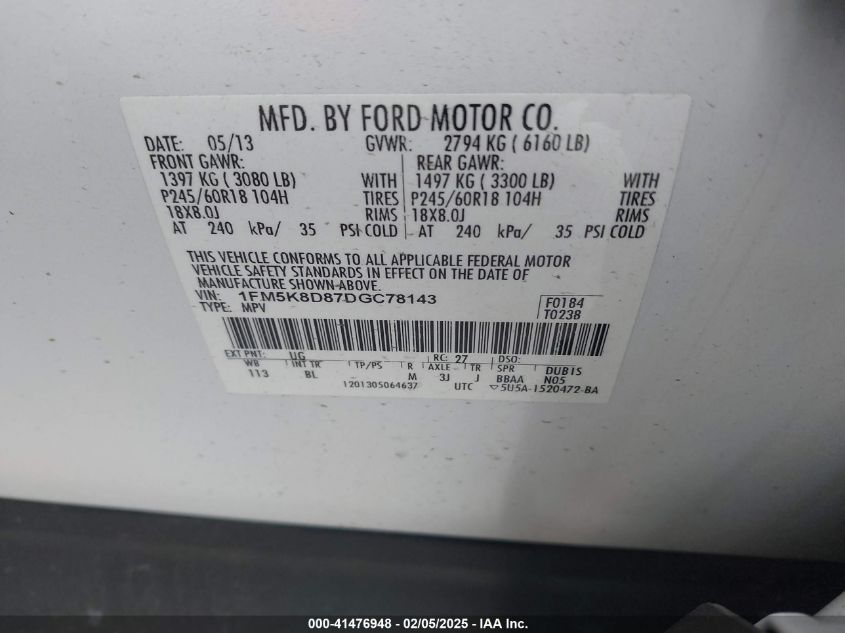 MFD. BY FORD MOTOR CO.
DATE: 05/13 GVWR: 2794 KG ( 6160 LB)
FRONT GAWR: REAR GAWR:
1397 KG ( 3080 LB) WITH 1497 KG ( 3300 LB) WITH
P245/60R18 104H TIRES P245/60R18 104H TIRES
18X8.0J RIMS 18X8.0J RIMS
AT 240 kPa/ 35 PSI COLD AT 240 kPa/ 35 PSI COLD
THIS VEHICLE CONFORMS TO ALL APPLICABLE FEDERAL MOTOR
VEHICLE SAFETY STANDARDS IN EFFECT ON THE DATE OF
MANUFACTURE SHOWN ABOVE.
VIN: 1FM5K8D87DGC78143 F0184
TYPE: MPV T0238
EXT PNT: UG RC: 27 DSO:
WB INT TR TP/PS R AXLE TR SPR DUBIS
113 BL M 3J J BBAA N05
1201305064637 UTC ▽5U5A-1520472-BA
000-41476948 - 02/05/2025 - IAA Inc.